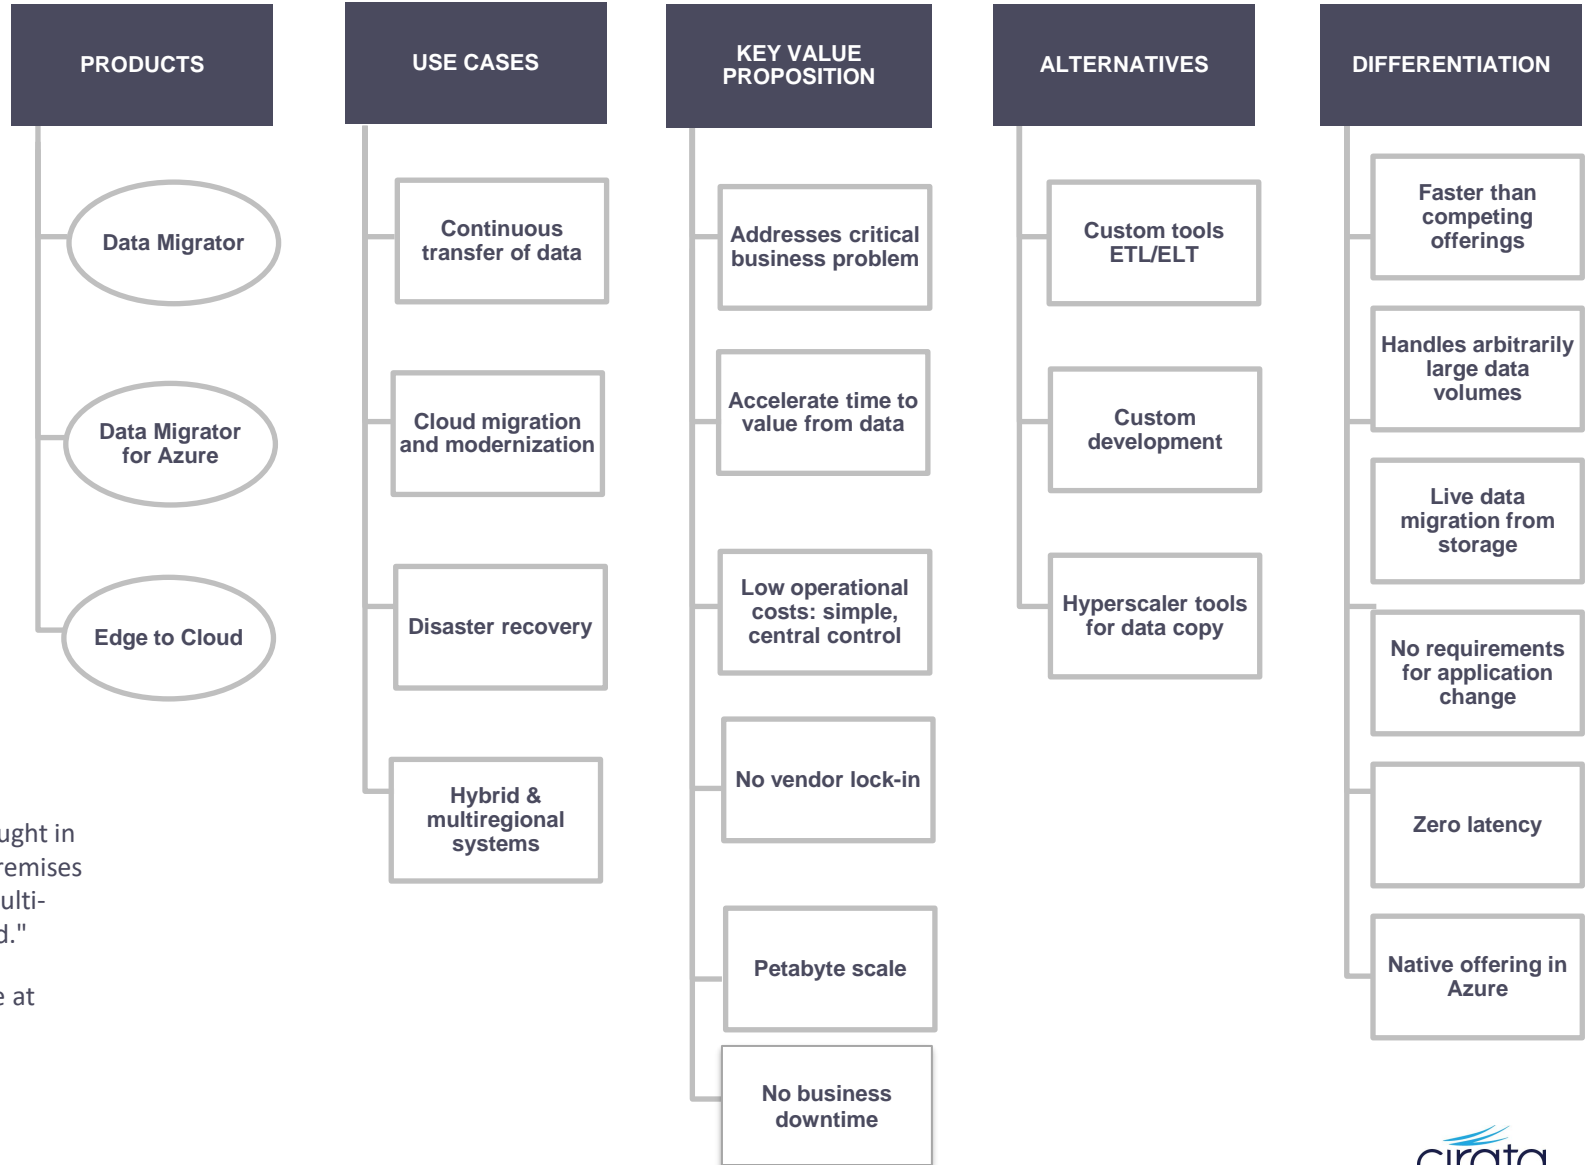 PRODUCTS
Data Migrator
Data Migrator
for Azure
Edge to Cloud
USE CASES
Continuous
transfer of data
Cloud migration
and modernization
Disaster recovery
Hybrid &
multiregional
systems
KEY VALUE
PROPOSITION
Addresses critical
business problem
Accelerate time to
value from data
Low operational
costs: simple,
central control
No vendor lock-in
Petabyte scale
No business
downtime
ALTERNATIVES
Custom tools
ETL/ELT
Custom
development
Hyperscaler tools
for data copy
DIFFERENTIATION
Faster than
competing
offerings
Handles arbitrarily
large data
volumes
Live data
migration from
storage
No requirements
for application
change
Zero latency
Native offering in
Azure
ught in
remises
ulti-
d."
e at
cirata